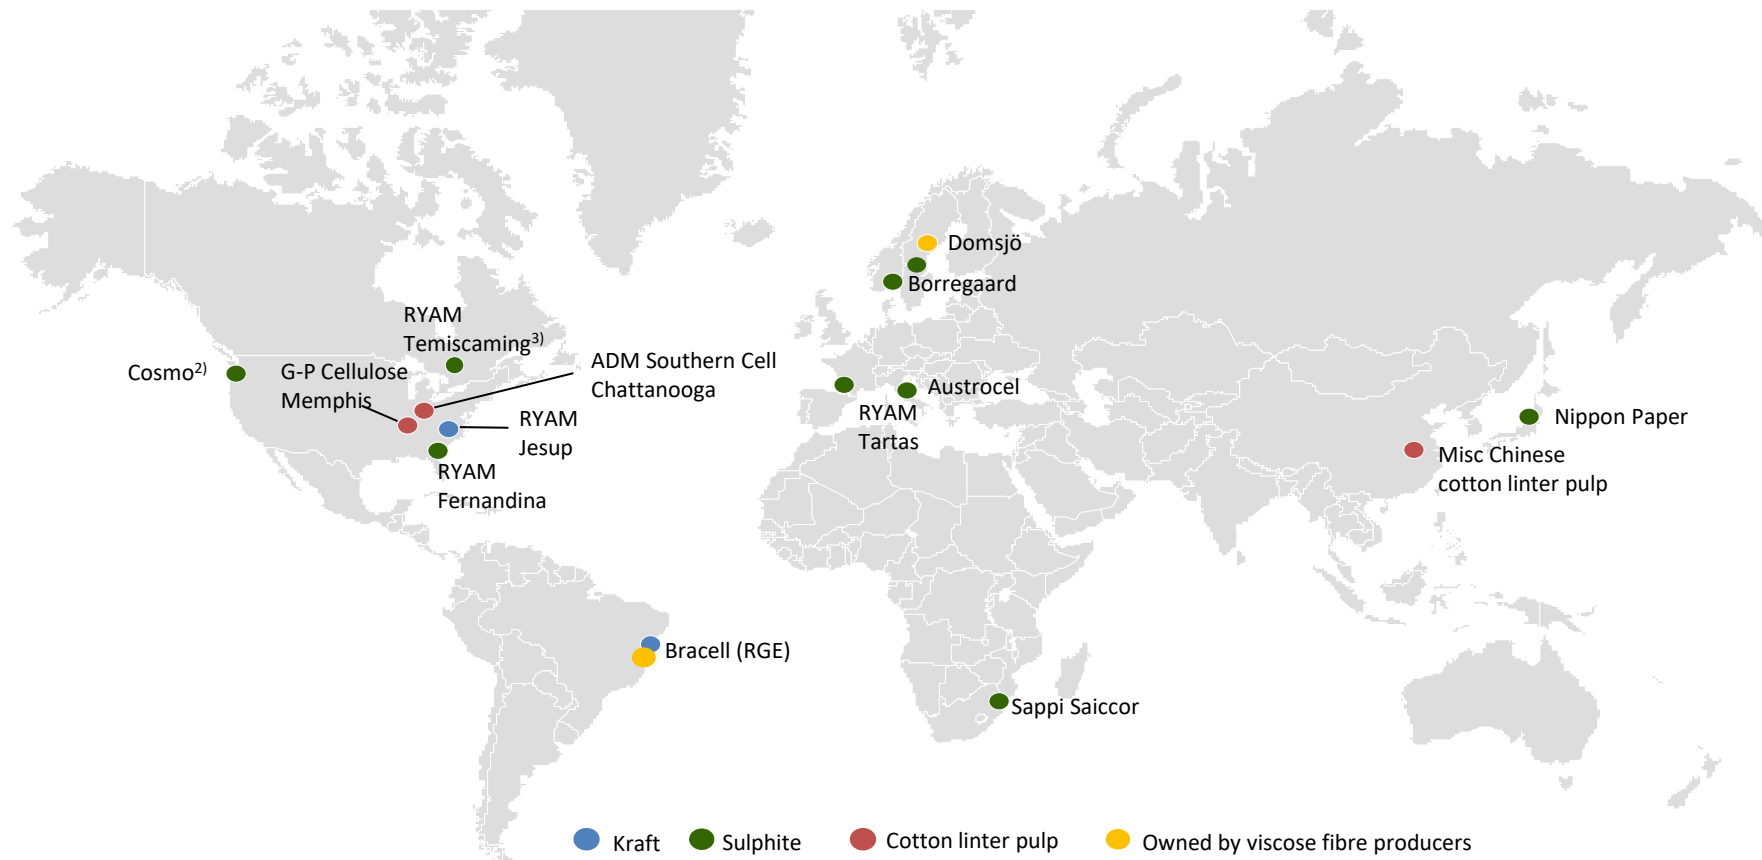 Domsjö
Borregaard
RYAM
Temiscaming3)
ADM Southern Cell
Chattanooga
Cosmo2)
G-P Cellulose
Memphis
RYAM
Jesup
RYAM
Fernandina
Austrocel
RYAM
Tartas
Nippon Paper
Misc Chinese
cotton linter pulp
Bracell (RGE)
Sappi Saiccor
Kraft
Sulphite
Cotton linter pulp
Owned by viscose fibre producers